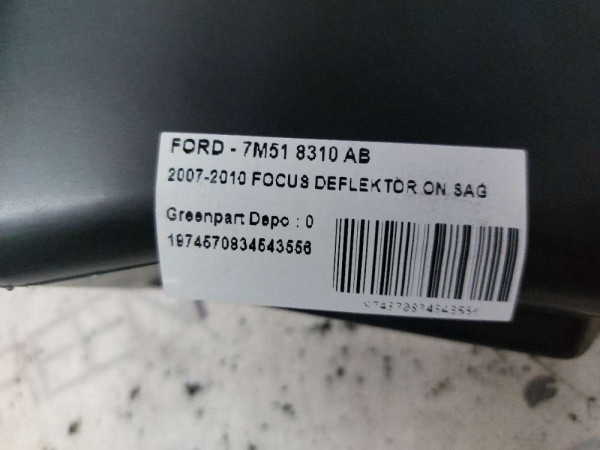 FORD - 7M51 8310 AB
2007-2010 FOCUS DEFLEKTOR ON SAG
Greenpart Depo : 0
1974570834543556